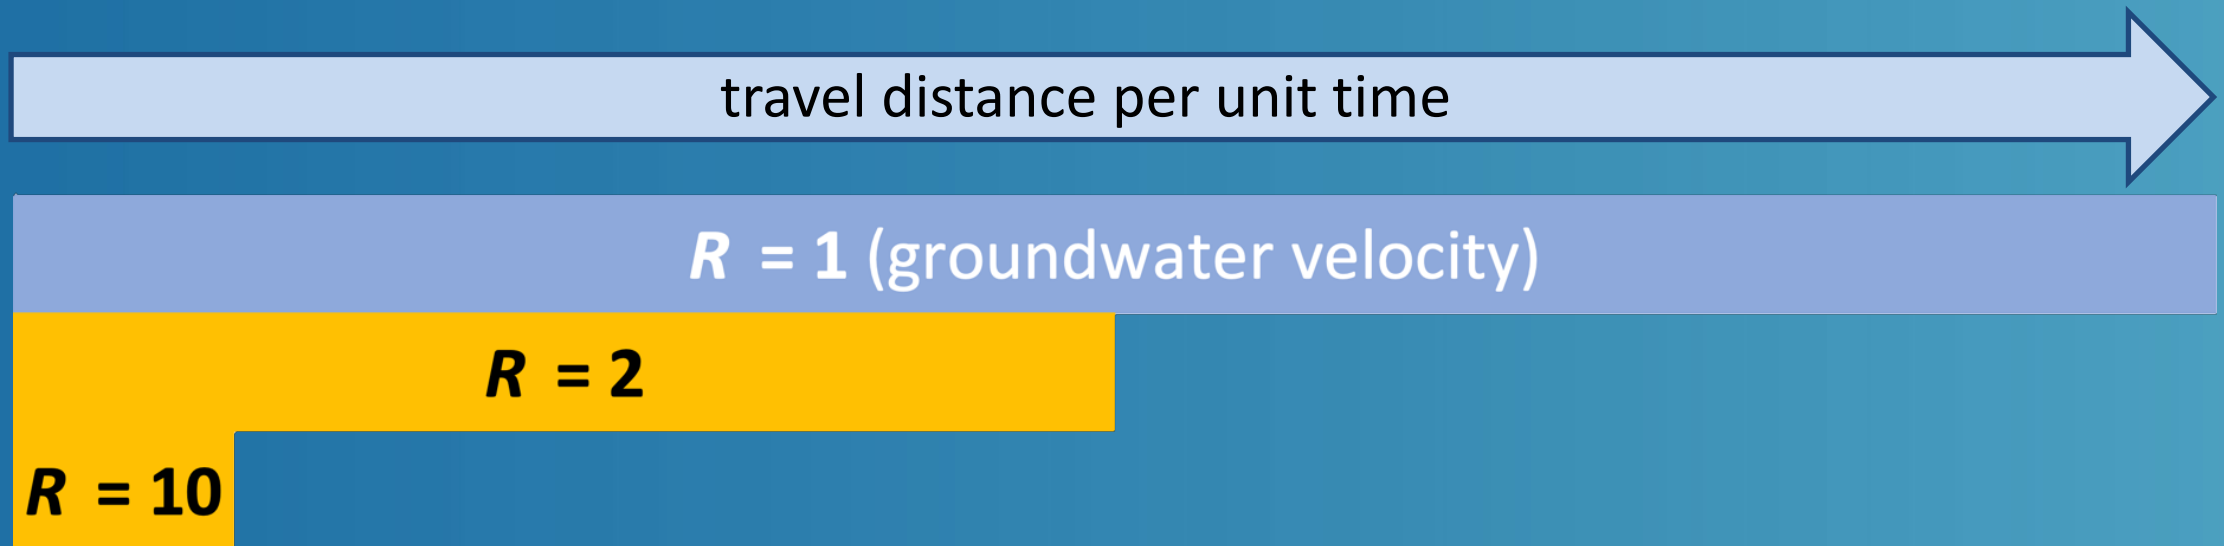 travel distance per unit time
R = 1 (groundwater velocity)
R = 2
R = 10